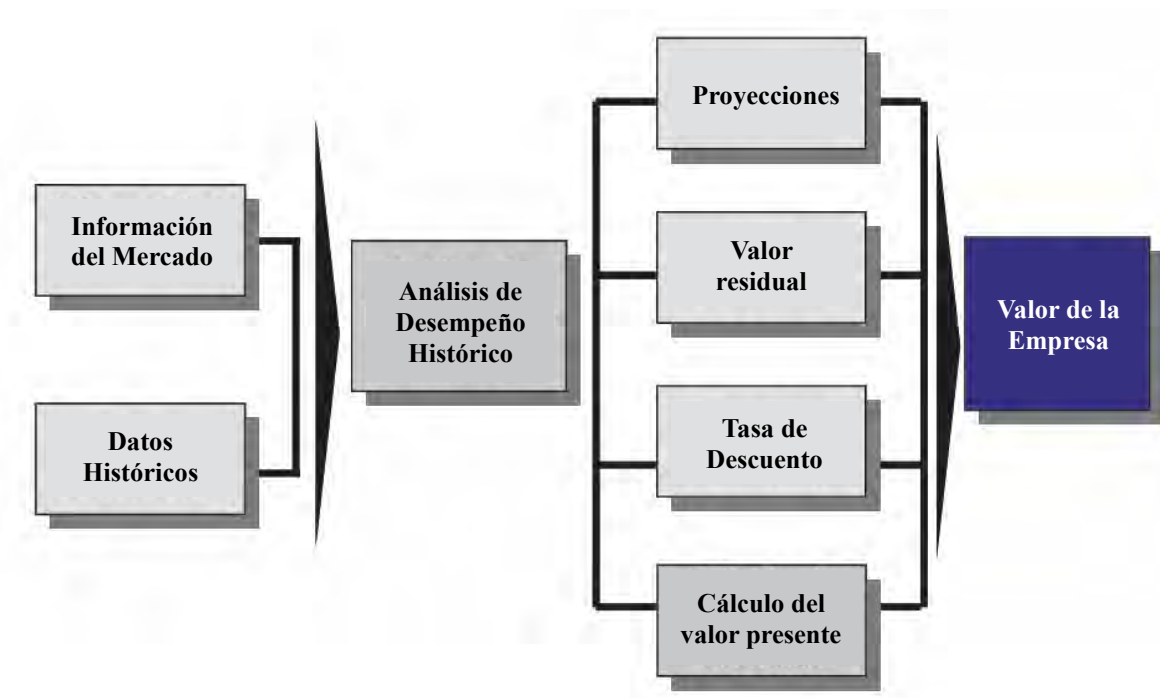 Información
del Mercado
Datos
Históricos
Análisis de
Desempeño
Histórico
Proyecciones
Valor
residual
Tasa de
Descuento
Cálculo del
valor presente
Valor de la
Empresa